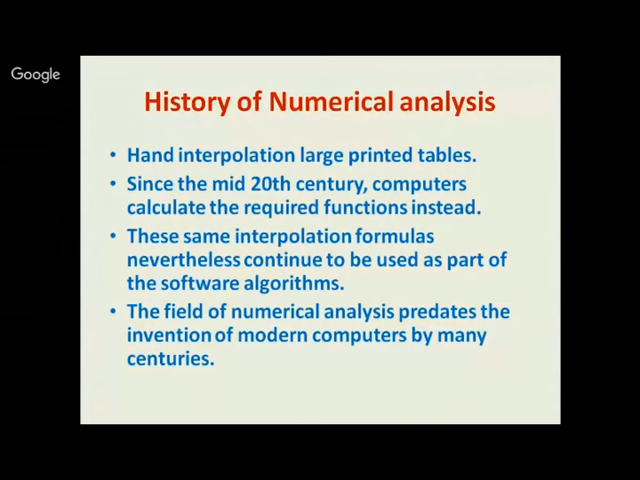 Google
History of Numerical analysis
• Hand interpolation large printed tables.
• Since the mid 20th century, computers
calculate the required functions instead.
• These same interpolation formulas
nevertheless continue to be used as part of
the software algorithms.
• The field of numerical analysis predates the
invention of modern computers by many
centuries.